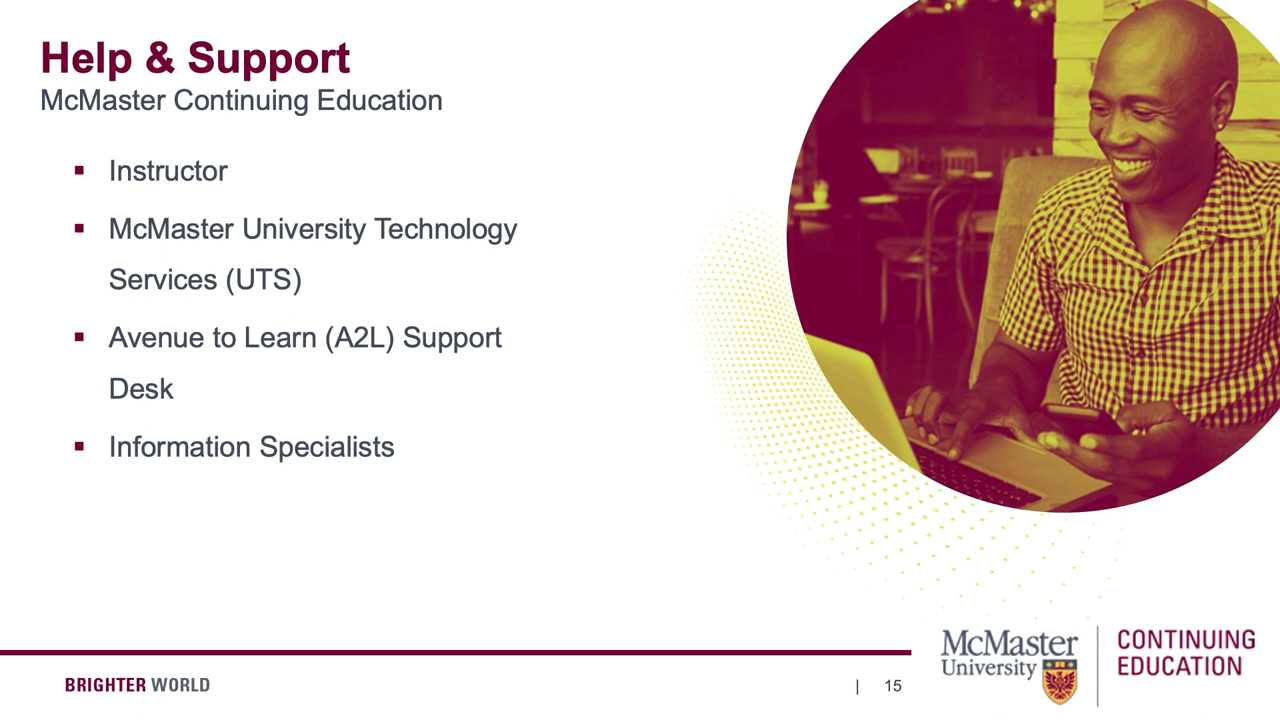 Help & Support
McMaster Continuing Education
▪ Instructor
▪ McMaster University Technology
Services (UTS)
▪ Avenue to Learn (A2L) Support
Desk
▪ Information Specialists
BRIGHTER WORLD
| 15
McMaster
University
CONTINUING
EDUCATION